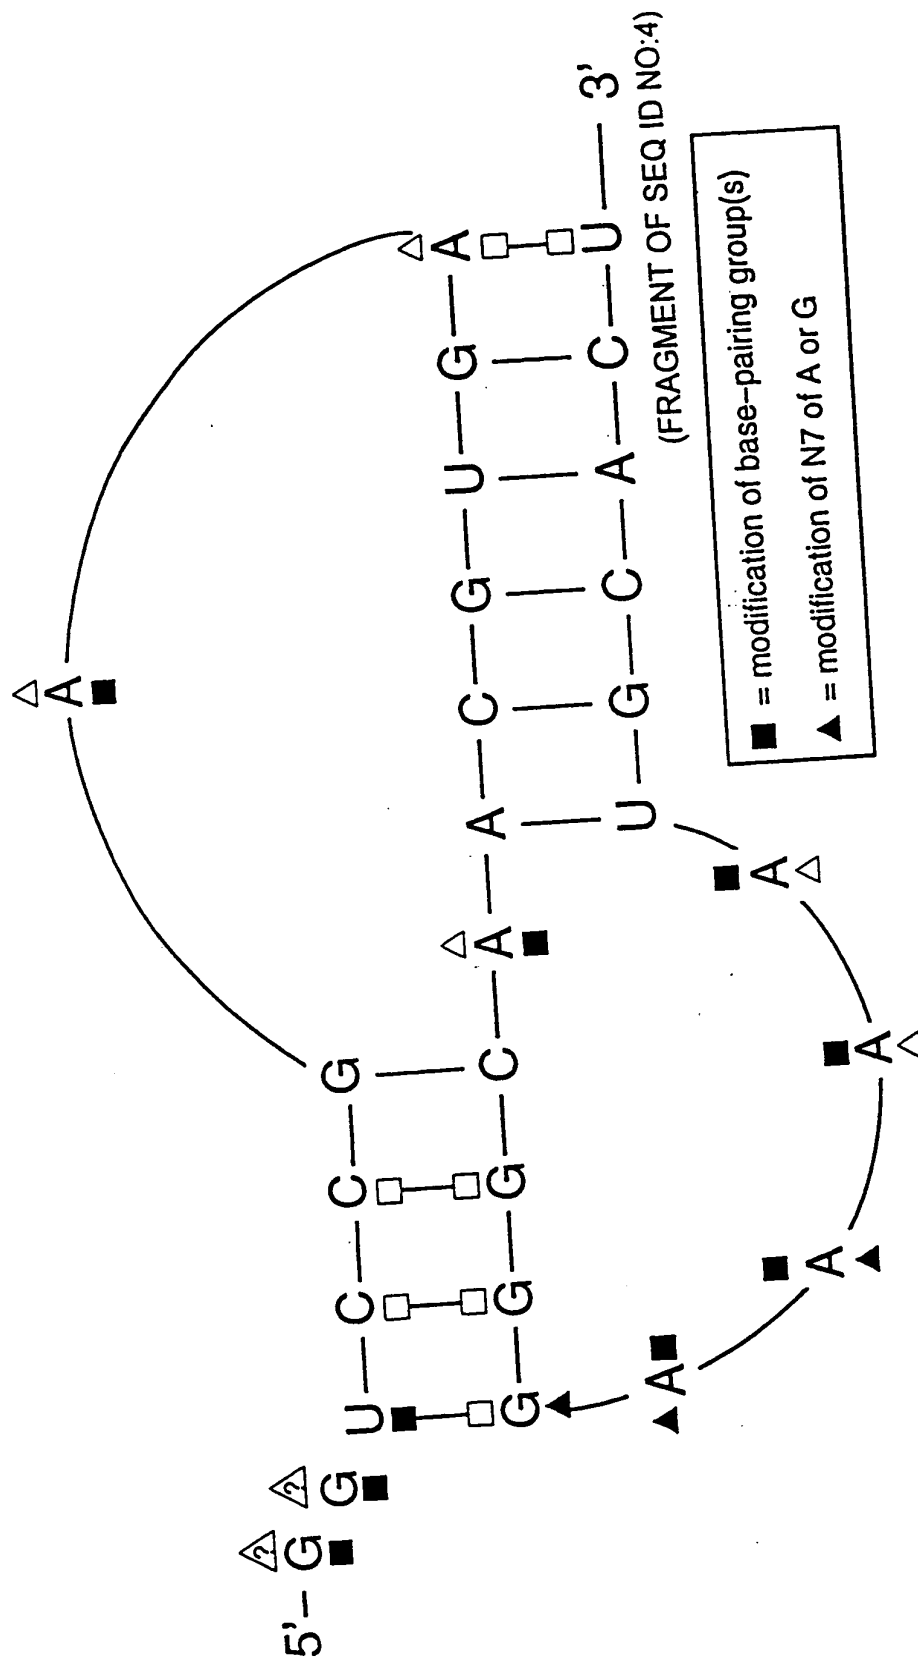 A
? ?
5'– G G U C C G
G G G C A A C G U G A
U G C A C U 3'
(FRAGMENT OF SEQ ID NO:4)
A A A A
■ = modification of base–pairing group(s)
▲ = modification of N7 of A or G